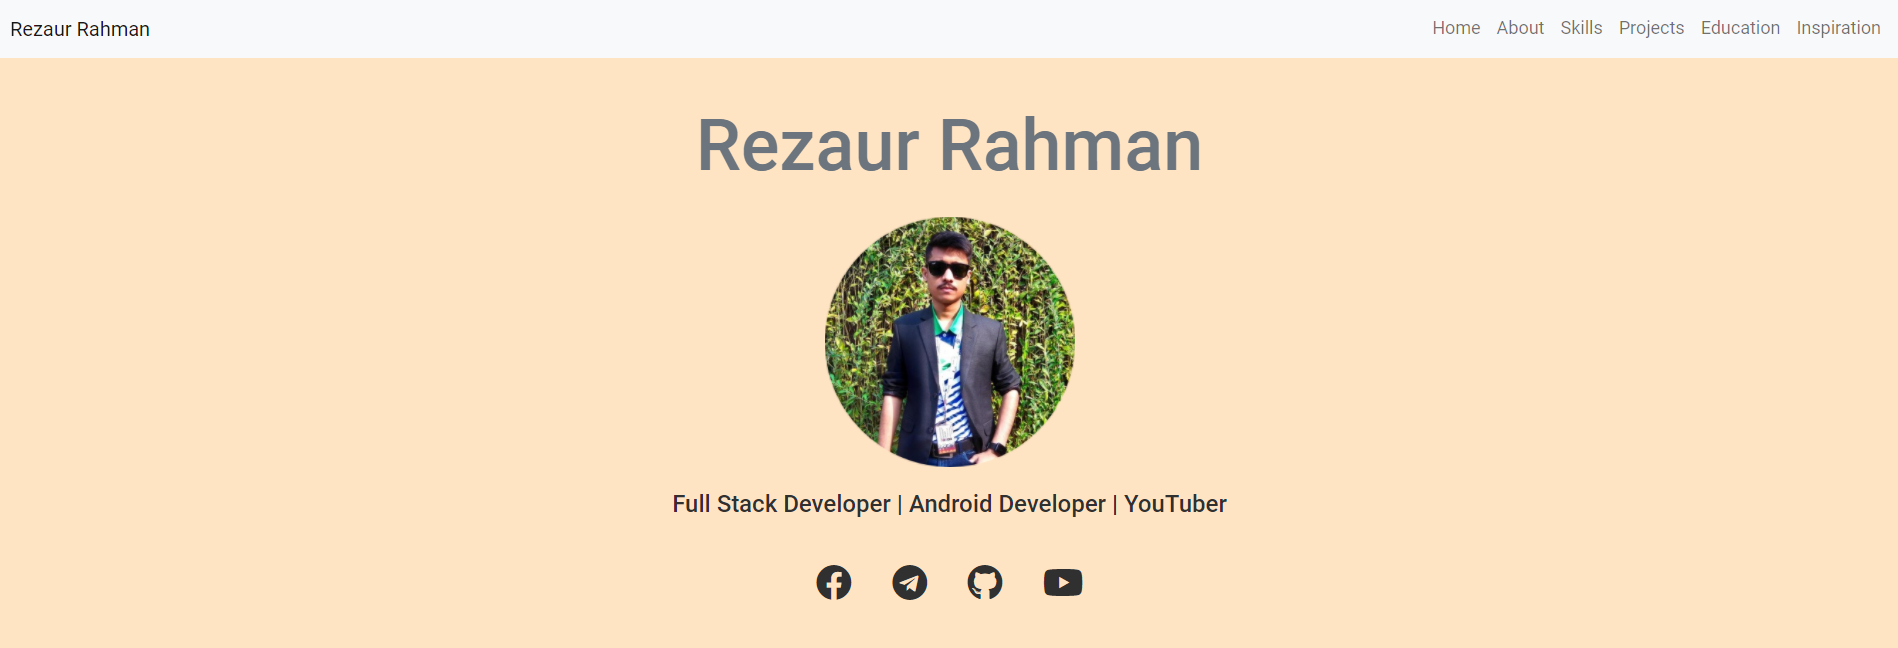 Rezaur Rahman
Home About Skills Projects Education Inspiration
Rezaur Rahman
Full Stack Developer | Android Developer | YouTuber